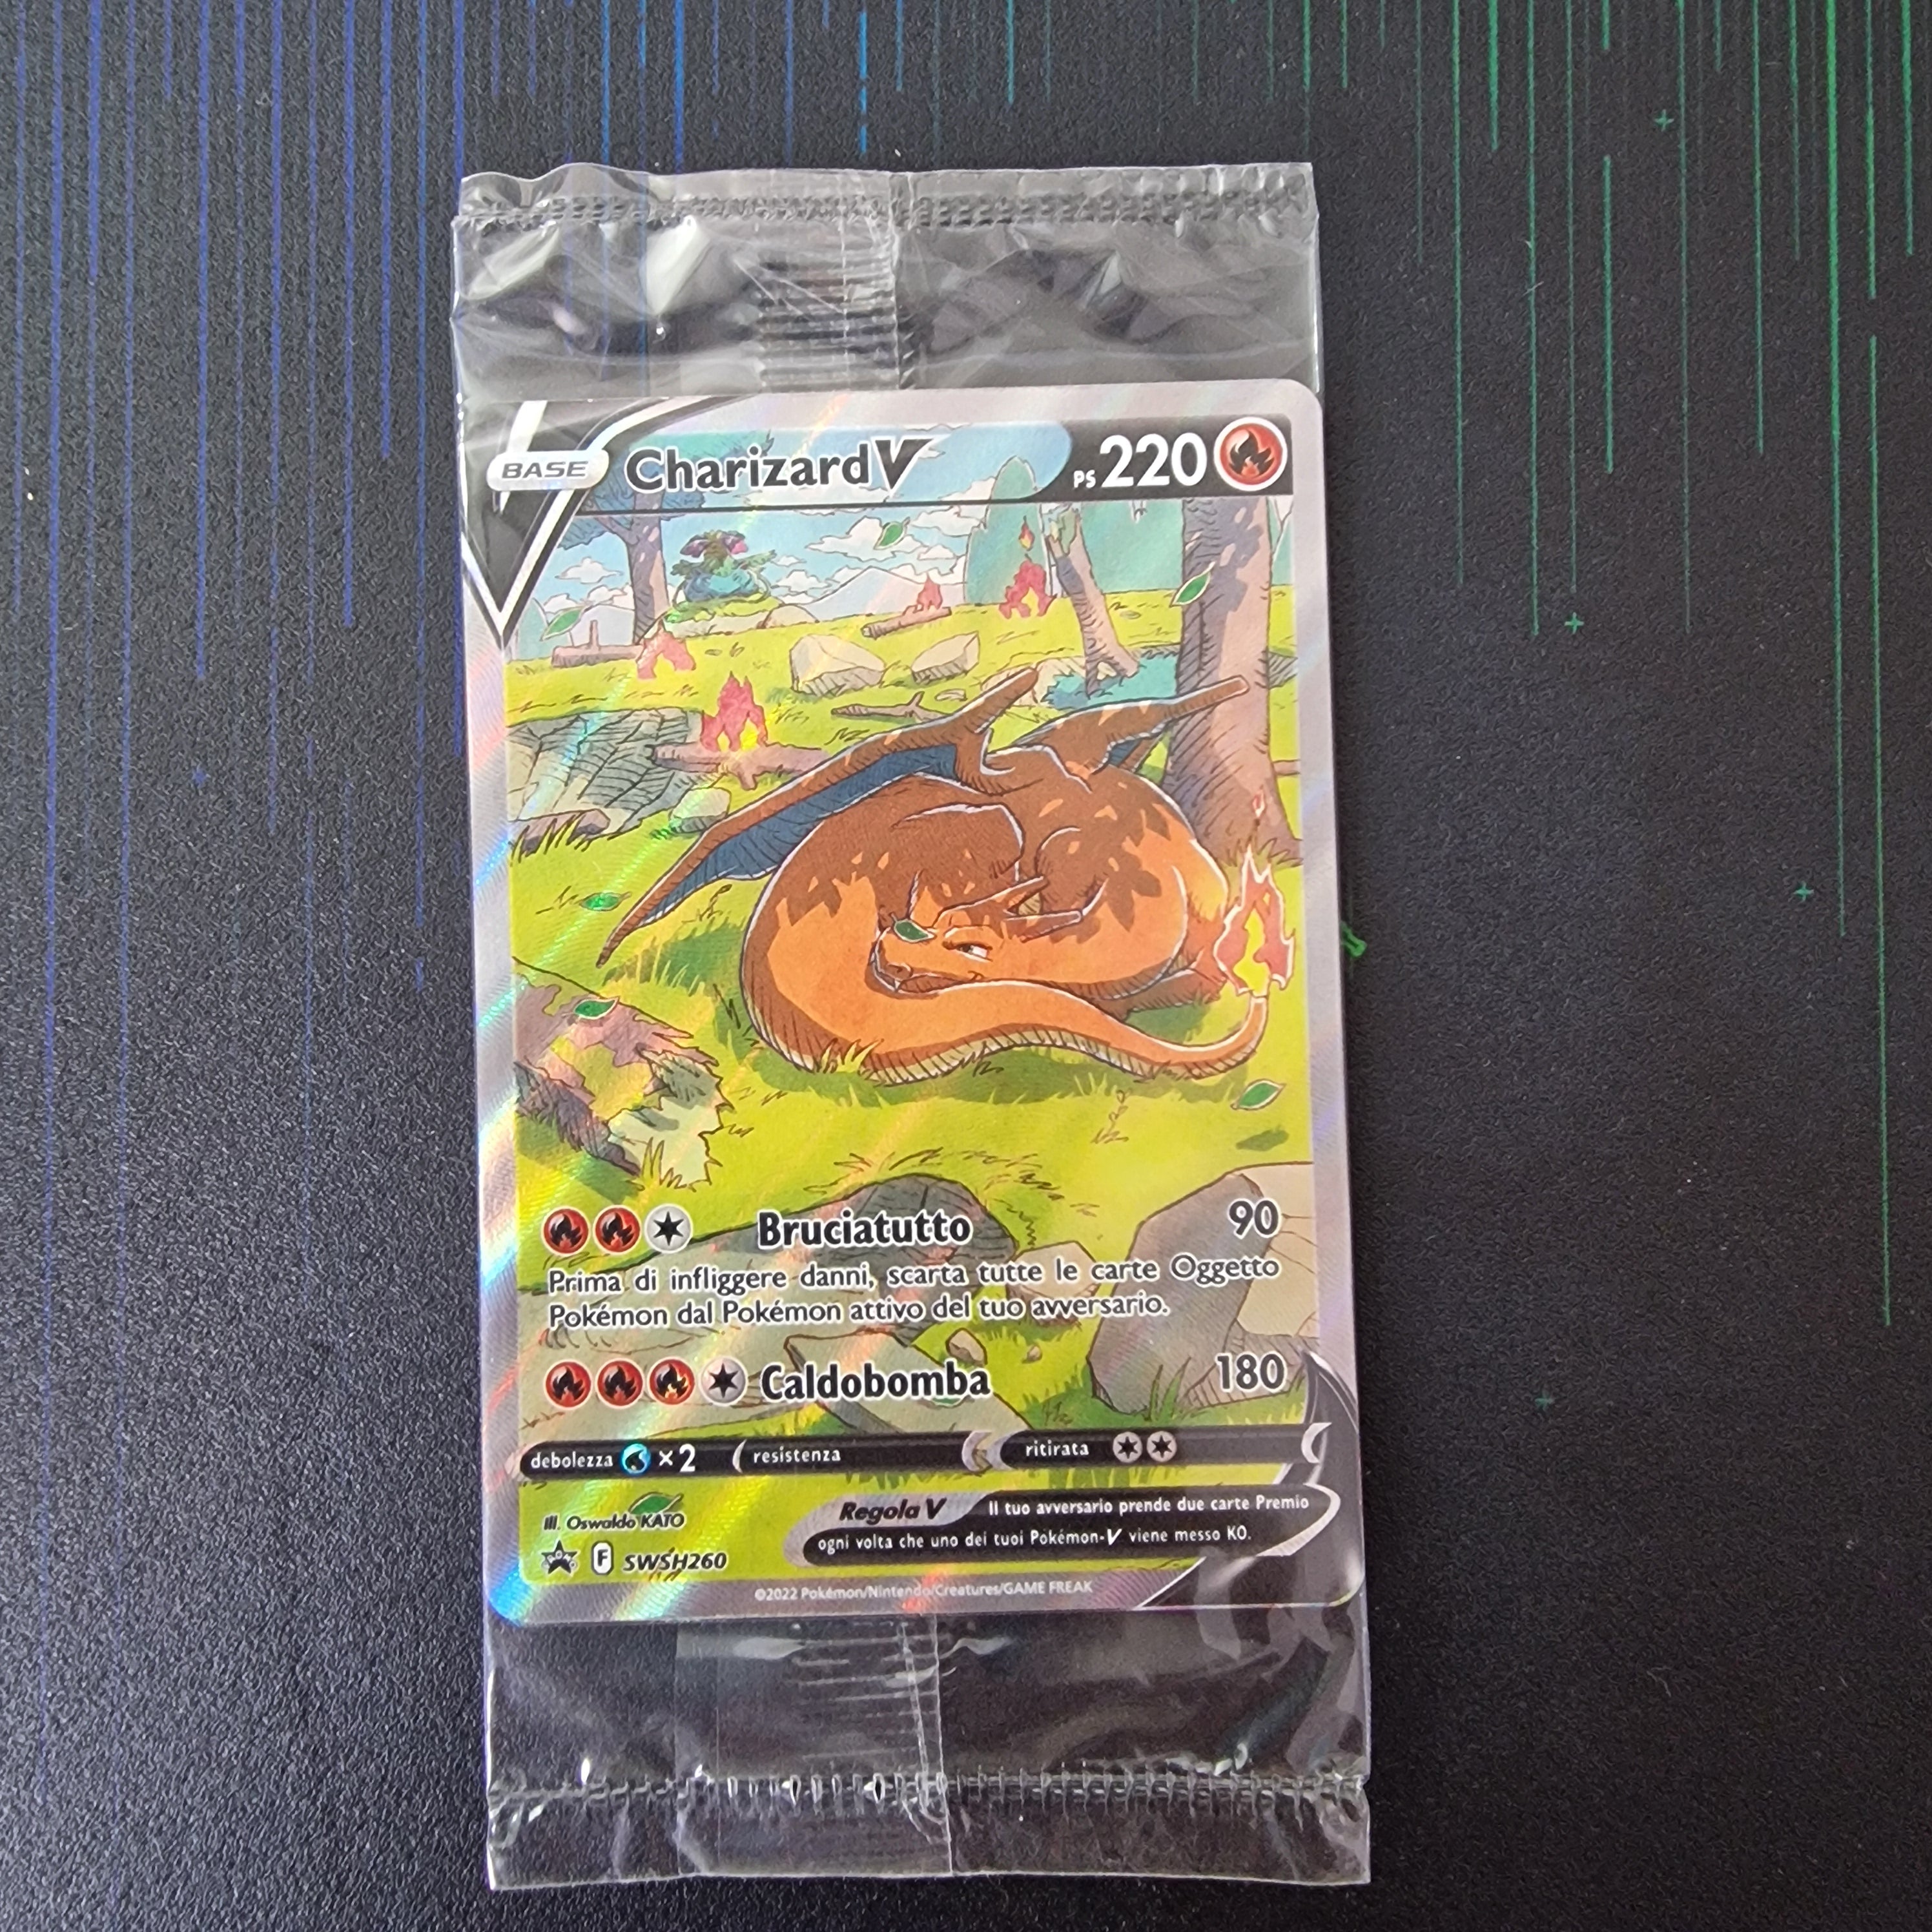 BASE CharizardV PS 220
Bruciatutto 90
Prima di infliggere danni, scarta tutte le carte Oggetto
Pokémon dal Pokémon attivo del tuo avversario.
Caldobomba 180
debolezza ×2 resistenza ritirata
Ill. Oswaldo KATO
Regola V Il tuo avversario prende due carte Premio
ogni volta che uno dei tuoi Pokémon-V viene messo KO.
F SWSH260
©2022 Pokémon/Nintendo/Creatures/GAME FREAK